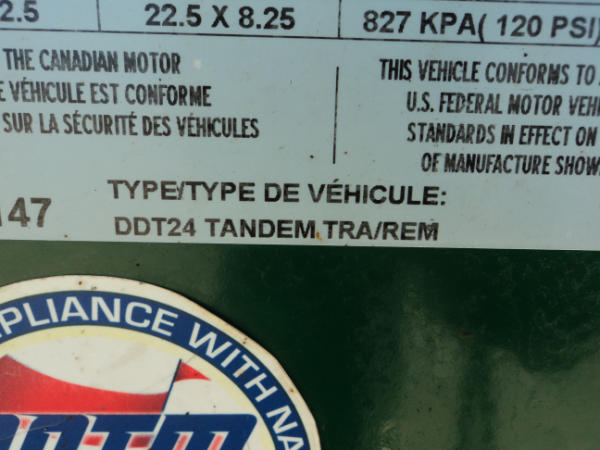 2.5 22.5 X 8.25 827 KPA( 120 PSI)
THE CANADIAN MOTOR
VÉHICULE EST CONFORME
SUR LA SÉCURITÉ DES VÉHICULES
THIS VEHICLE CONFORMS TO
U.S. FEDERAL MOTOR VEH
STANDARDS IN EFFECT ON
OF MANUFACTURE SHOW
147 TYPE/TYPE DE VÉHICULE:
DDT24 TANDEM TRA/REM
PLIANCE WITH NA